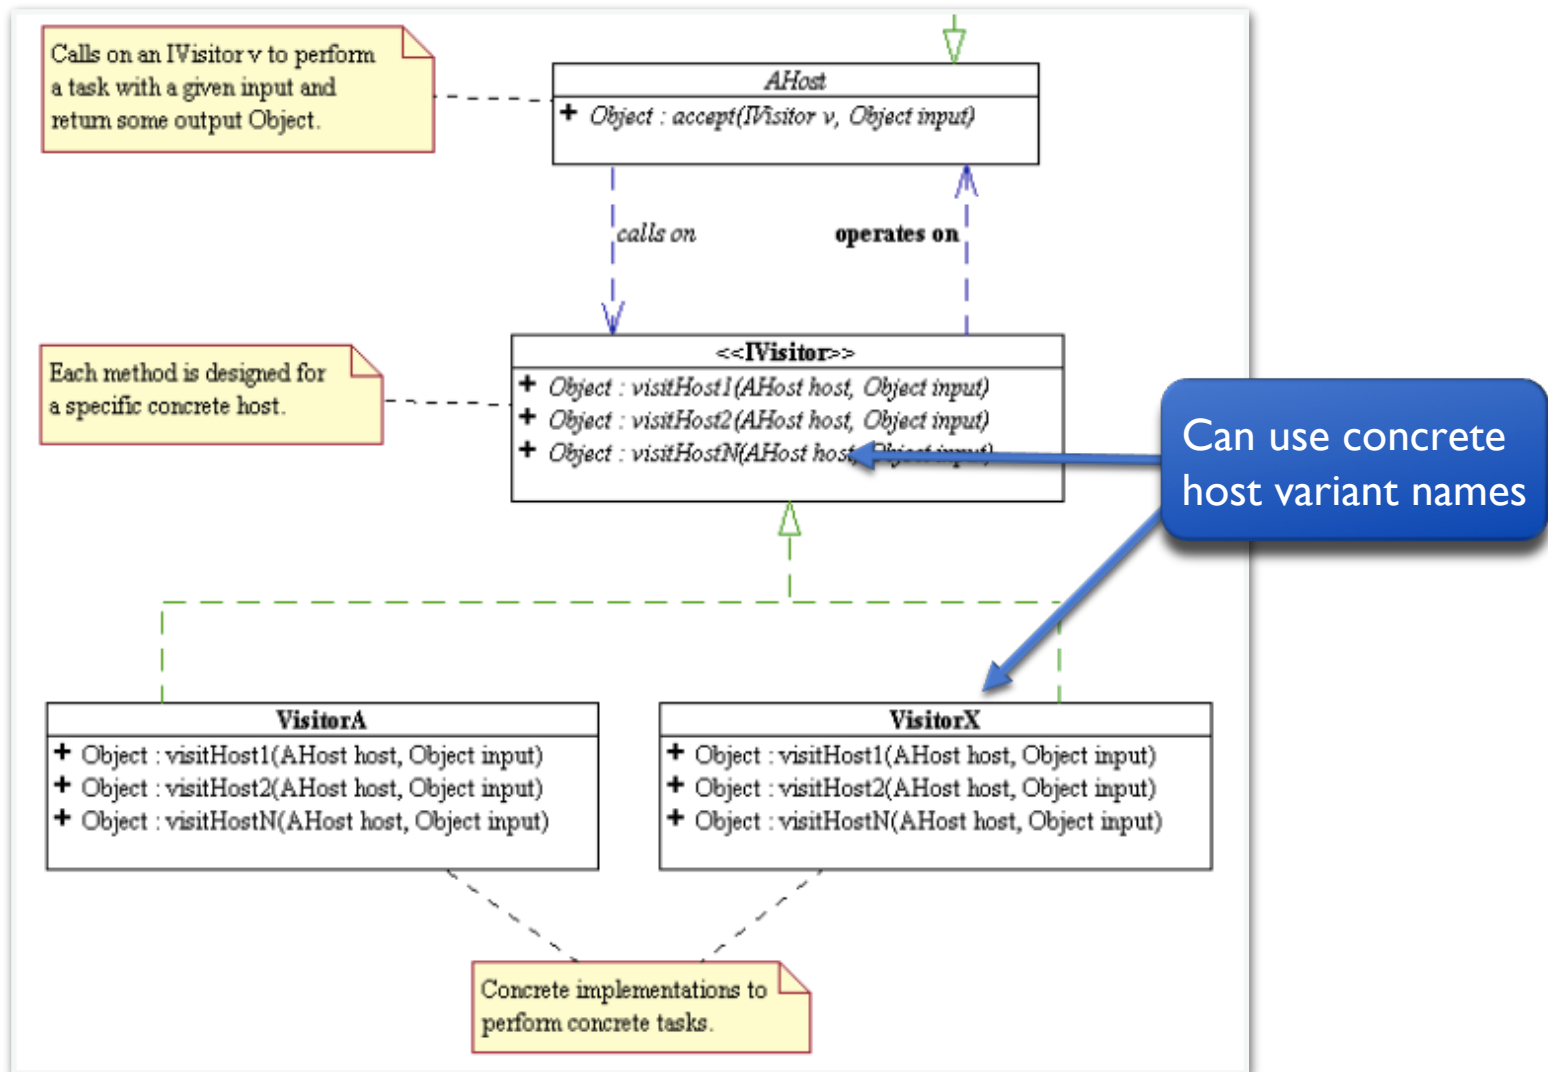 Calls on an IVisitor v to perform
a task with a given input and
return some output Object.
AHost
+ Object : accept(IVisitor v, Object input)
calls on
operates on
Each method is designed for
a specific concrete host.
<<IVisitor>>
+ Object : visitHost1(AHost host, Object input)
+ Object : visitHost2(AHost host, Object input)
+ Object : visitHostN(AHost host, Object input)
Can use concrete
host variant names
VisitorA
+ Object : visitHost1(AHost host, Object input)
+ Object : visitHost2(AHost host, Object input)
+ Object : visitHostN(AHost host, Object input)
VisitorX
+ Object : visitHost1(AHost host, Object input)
+ Object : visitHost2(AHost host, Object input)
+ Object : visitHostN(AHost host, Object input)
Concrete implementations to
perform concrete tasks.